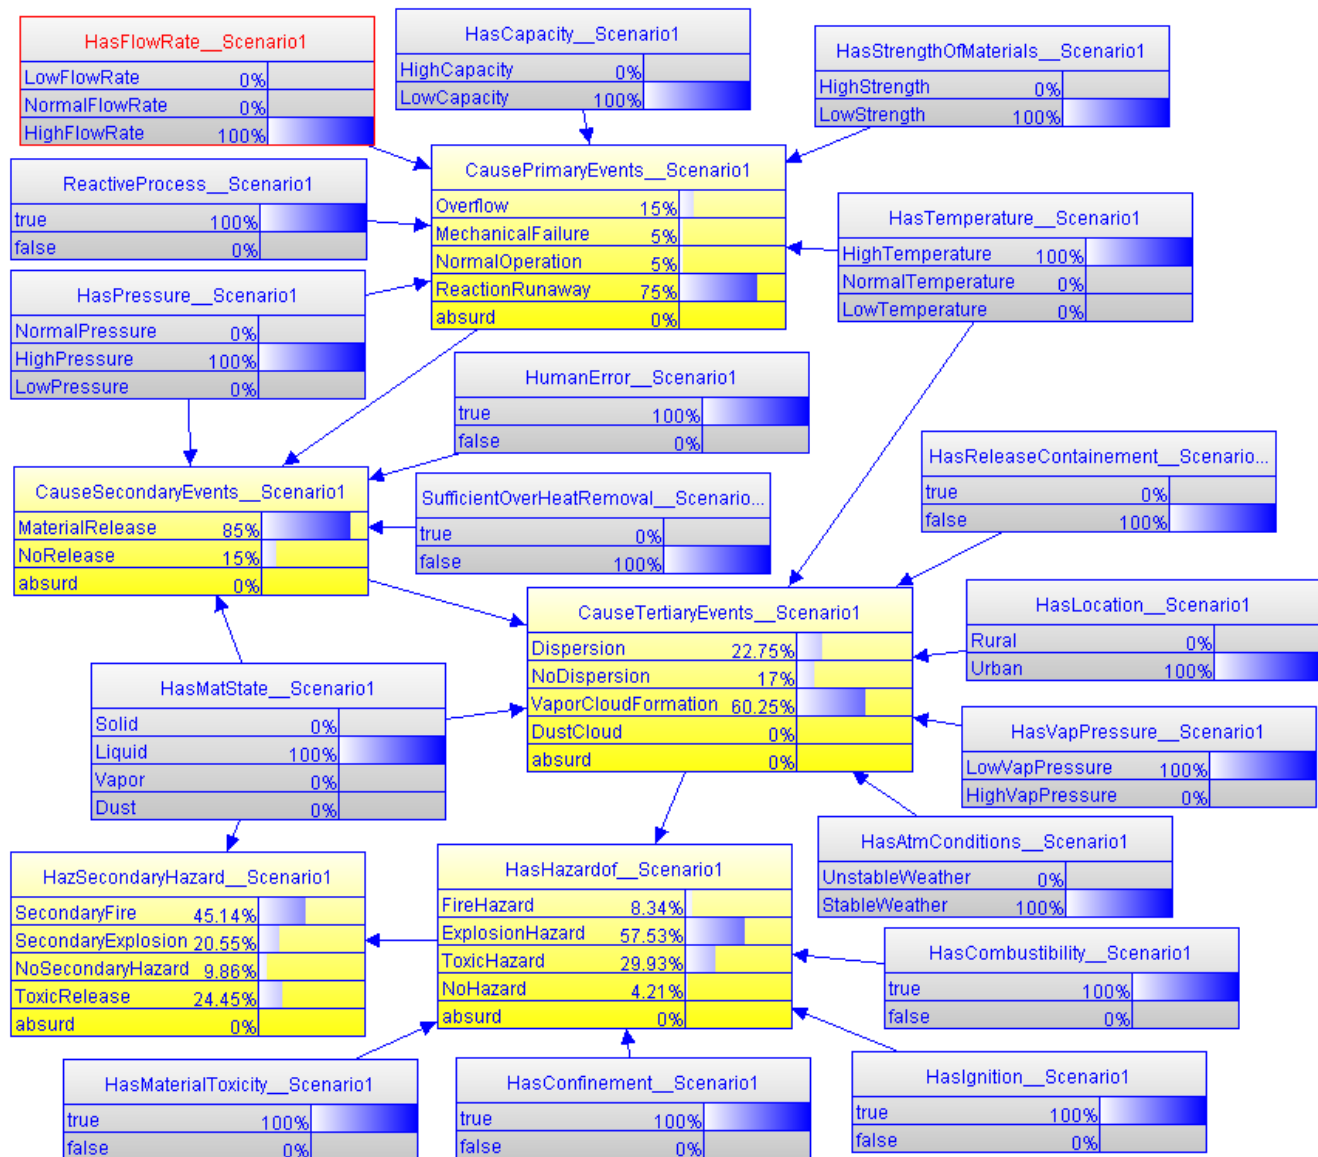 HasFlowRate__Scenario1
LowFlowRate 0%
NormalFlowRate 0%
HighFlowRate 100%
HasCapacity__Scenario1
HighCapacity 0%
LowCapacity 100%
HasStrengthOfMaterials__Scenario1
HighStrength 0%
LowStrength 100%
CausePrimaryEvents__Scenario1
Overflow 15%
MechanicalFailure 5%
NormalOperation 5%
ReactionRunaway 75%
absurd 0%
ReactiveProcess__Scenario1
true 100%
false 0%
HasTemperature__Scenario1
HighTemperature 100%
NormalTemperature 0%
LowTemperature 0%
HasPressure__Scenario1
NormalPressure 0%
HighPressure 100%
LowPressure 0%
HumanError__Scenario1
true 100%
false 0%
HasReleaseContainement__Scenario...
true 0%
false 100%
CauseSecondaryEvents__Scenario1
MaterialRelease 85%
NoRelease 15%
absurd 0%
SufficientOverHeatRemoval__Scenario...
true 0%
false 100%
CauseTertiaryEvents__Scenario1
Dispersion 22.75%
NoDispersion 17%
VaporCloudFormation 60.25%
DustCloud 0%
absurd 0%
HasLocation__Scenario1
Rural 0%
Urban 100%
HasMatState__Scenario1
Solid 0%
Liquid 100%
Vapor 0%
Dust 0%
HasVapPressure__Scenario1
LowVapPressure 100%
HighVapPressure 0%
HasAtmConditions__Scenario1
UnstableWeather 0%
StableWeather 100%
HazSecondaryHazard__Scenario1
SecondaryFire 45.14%
SecondaryExplosion 20.55%
NoSecondaryHazard 9.86%
ToxicRelease 24.45%
absurd 0%
HasHazardof__Scenario1
FireHazard 8.34%
ExplosionHazard 57.53%
ToxicHazard 29.93%
NoHazard 4.21%
absurd 0%
HasCombustibility__Scenario1
true 100%
false 0%
HasMaterialToxicity__Scenario1
true 100%
false 0%
HasConfinement__Scenario1
true 100%
false 0%
HasIgnition__Scenario1
true 100%
false 0%